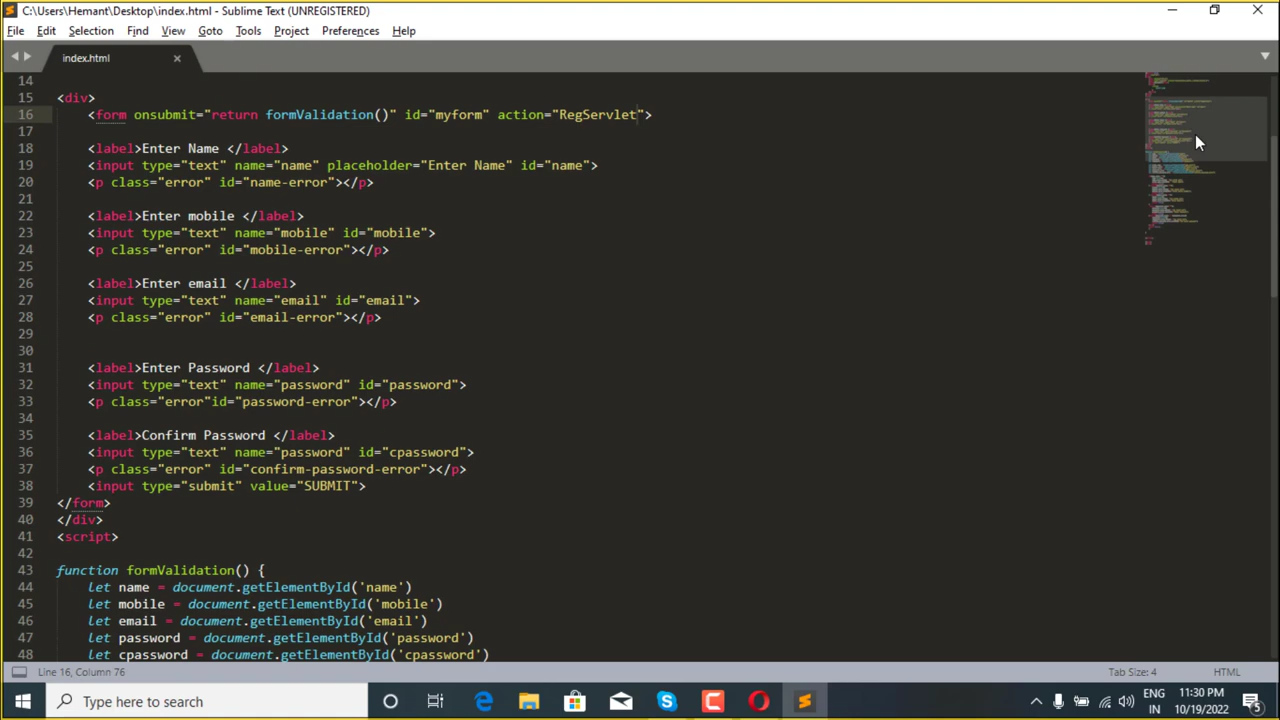 C:\Users\Hemant\Desktop\index.html - Sublime Text (UNREGISTERED)
File Edit Selection Find View Goto Tools Project Preferences Help
index.html
14
15 <div>
16 <form onsubmit="return formValidation()" id="myform" action="RegServlet">
17
18 <label>Enter Name </label>
19 <input type="text" name="name" placeholder="Enter Name" id="name">
20 <p class="error" id="name-error"></p>
21
22 <label>Enter mobile </label>
23 <input type="text" name="mobile" id="mobile">
24 <p class="error" id="mobile-error"></p>
25
26 <label>Enter email </label>
27 <input type="text" name="email" id="email">
28 <p class="error" id="email-error"></p>
29
30
31 <label>Enter Password </label>
32 <input type="text" name="password" id="password">
33 <p class="error"id="password-error"></p>
34
35 <label>Confirm Password </label>
36 <input type="text" name="password" id="cpassword">
37 <p class="error" id="confirm-password-error"></p>
38 <input type="submit" value="SUBMIT">
39 </form>
40 </div>
41 <script>
42
43 function formValidation() {
44 let name = document.getElementById('name')
45 let mobile = document.getElementById('mobile')
46 let email = document.getElementById('email')
47 let password = document.getElementById('password')
48 let cpassword = document.getElementById('cpassword')
Line 16, Column 76 Tab Size: 4 HTML
Type here to search
ENG 11:30 PM
IN 10/19/2022 5